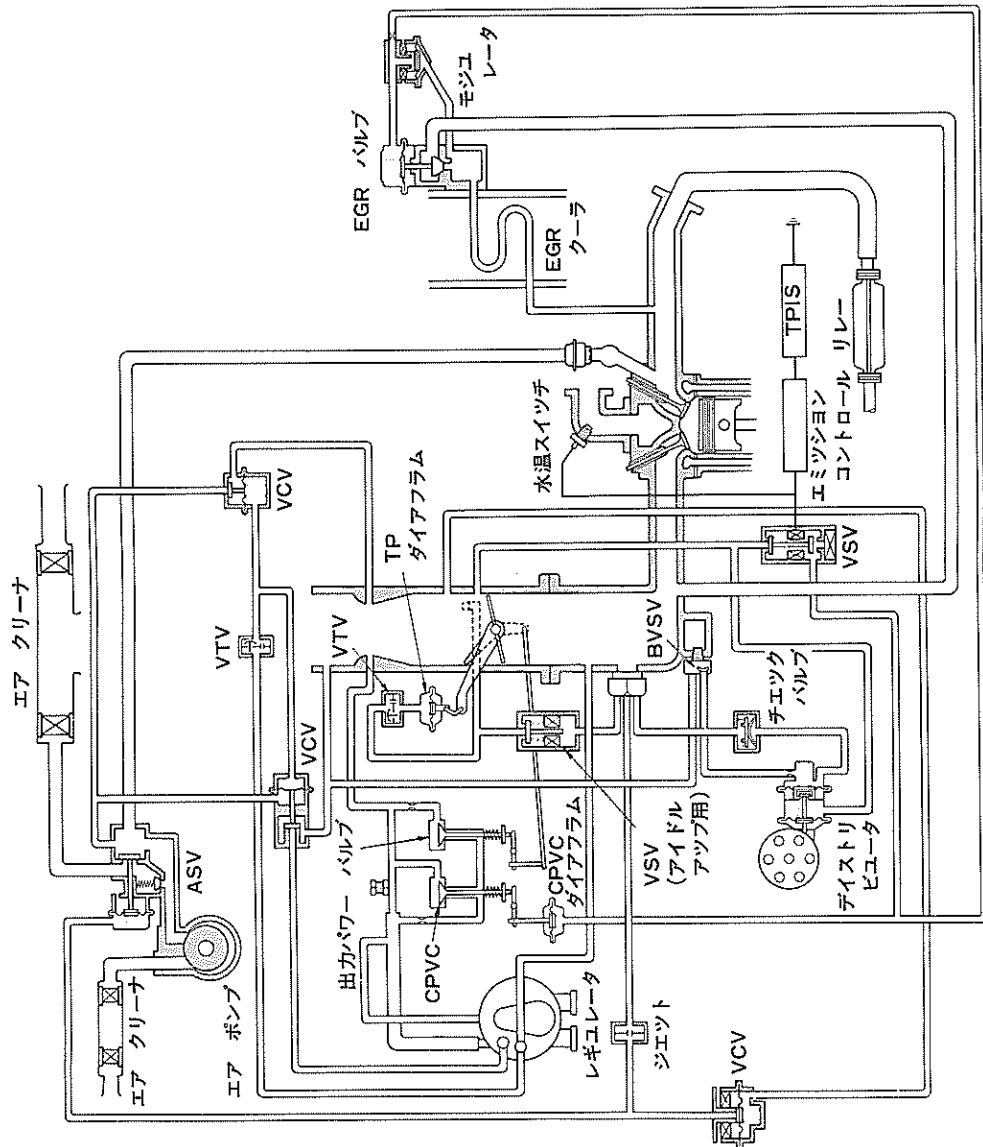 エア クリーナ
エア クリーナ
ASV
エア ポンプ
VTV
VCV
VCV
出力パワー バルブ
EGR バルブ
TP
ダイアフラム
VTV
CPVC
モジュ
レータ
EGR
クーラ
水温スイッチ
CPVC
ダイアフラム
レギュレータ
VSV
(アイドル
アップ用)
BVSV
ジェット
VCV
チェック
バルブ
ディストリ
ビュータ
TPIS
エミッション
コントロール リレー
VSV